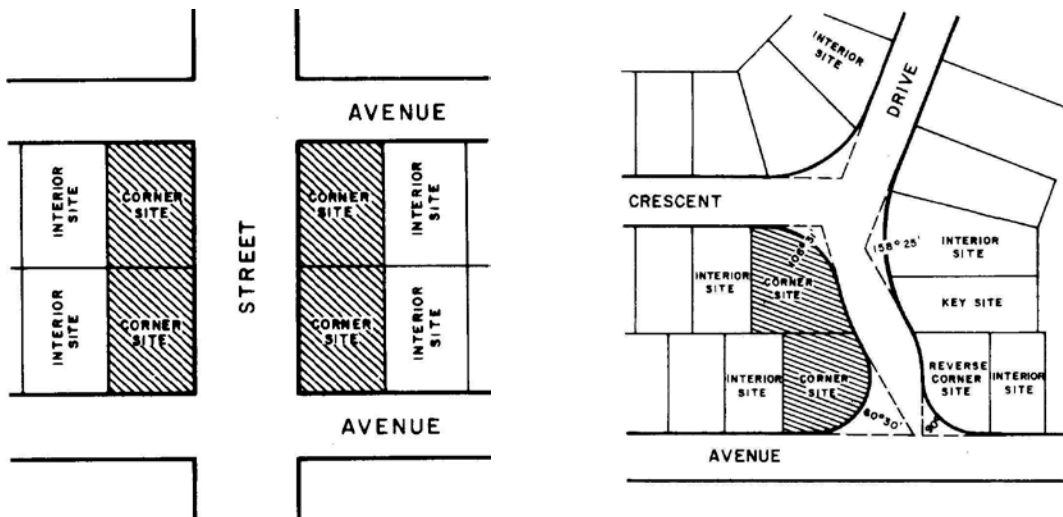 AVENUE
INTERIOR
SITE
CORNER
SITE
CORNER
SITE
INTERIOR
SITE
STREET
INTERIOR
SITE
CORNER
SITE
CORNER
SITE
INTERIOR
SITE
AVENUE
INTERIOR
SITE
DRIVE
CRESCENT
158° 25'
INTERIOR
SITE
INTERIOR
SITE
CORNER
SITE
KEY SITE
INTERIOR
SITE
CORNER
SITE
REVERSE
CORNER
SITE
INTERIOR
SITE
60° 30'
90°
AVENUE